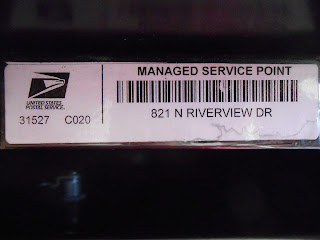 MANAGED SERVICE POINT
UNITED STATES
POSTAL SERVICE
31527 C020
821 N RIVERVIEW DR